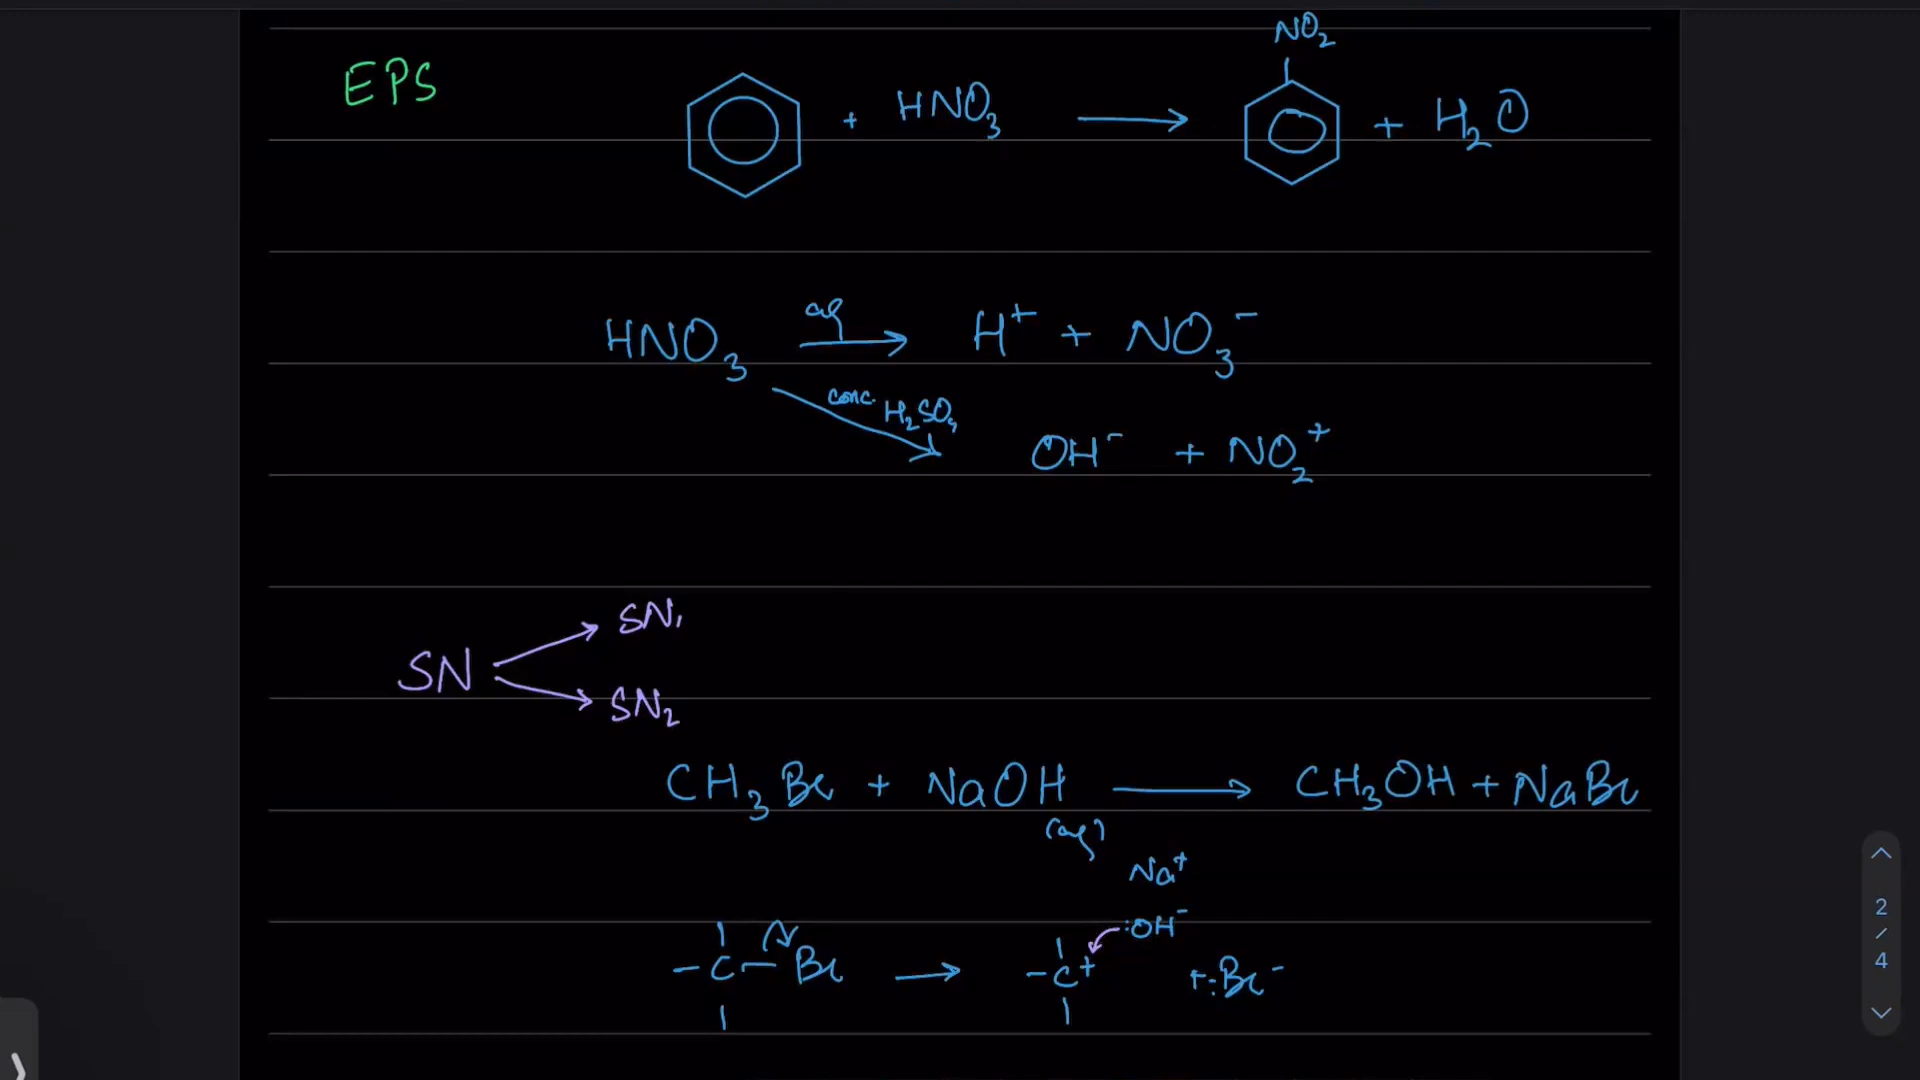 NO2
EPS
+ HNO3 → + H2O
HNO3 aq → H+ + NO3-
conc. H2SO4 → OH- + NO2+
SN1
SN
SN2
CH3Br + NaOH → CH3OH + NaBr
(aq)
Na+
:OH-
-C-Br → -C+ + :Br-
2
/
4